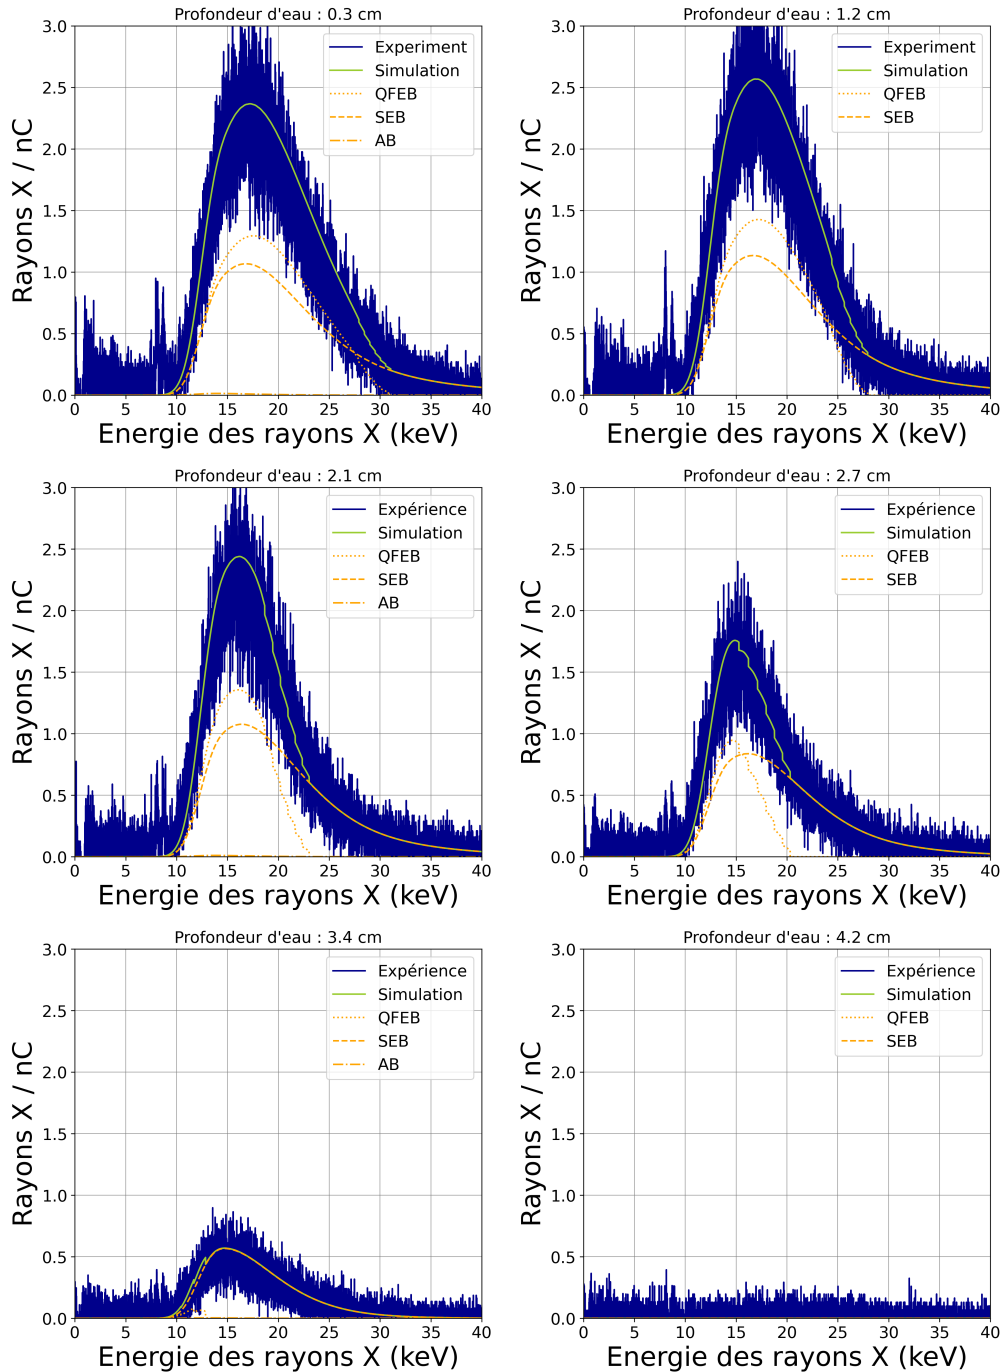 Profondeur d'eau : 0.3 cm
Rayons X / nC
3.0
2.5
2.0
1.5
1.0
0.5
0.0
Experiment
Simulation
QFEB
SEB
AB
0 5 10 15 20 25 30 35 40
Energie des rayons X (keV)
Profondeur d'eau : 1.2 cm
Rayons X / nC
3.0
2.5
2.0
1.5
1.0
0.5
0.0
Experiment
Simulation
QFEB
SEB
0 5 10 15 20 25 30 35 40
Energie des rayons X (keV)
Profondeur d'eau : 2.1 cm
Rayons X / nC
3.0
2.5
2.0
1.5
1.0
0.5
0.0
Expérience
Simulation
QFEB
SEB
AB
0 5 10 15 20 25 30 35 40
Energie des rayons X (keV)
Profondeur d'eau : 2.7 cm
Rayons X / nC
3.0
2.5
2.0
1.5
1.0
0.5
0.0
Expérience
Simulation
QFEB
SEB
0 5 10 15 20 25 30 35 40
Energie des rayons X (keV)
Profondeur d'eau : 3.4 cm
Rayons X / nC
3.0
2.5
2.0
1.5
1.0
0.5
0.0
Expérience
Simulation
QFEB
SEB
AB
0 5 10 15 20 25 30 35 40
Energie des rayons X (keV)
Profondeur d'eau : 4.2 cm
Rayons X / nC
3.0
2.5
2.0
1.5
1.0
0.5
0.0
Expérience
Simulation
QFEB
SEB
0 5 10 15 20 25 30 35 40
Energie des rayons X (keV)